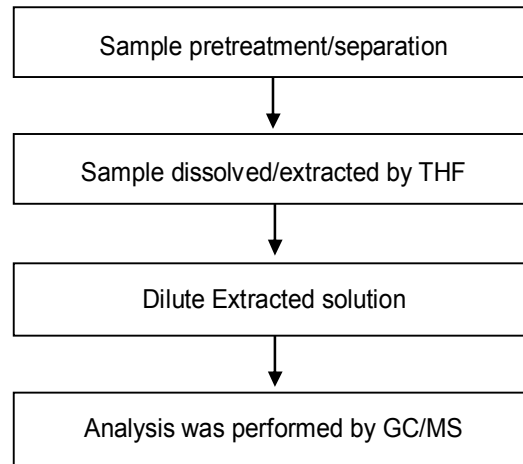 Sample pretreatment/separation
Sample dissolved/extracted by THF
Dilute Extracted solution
Analysis was performed by GC/MS